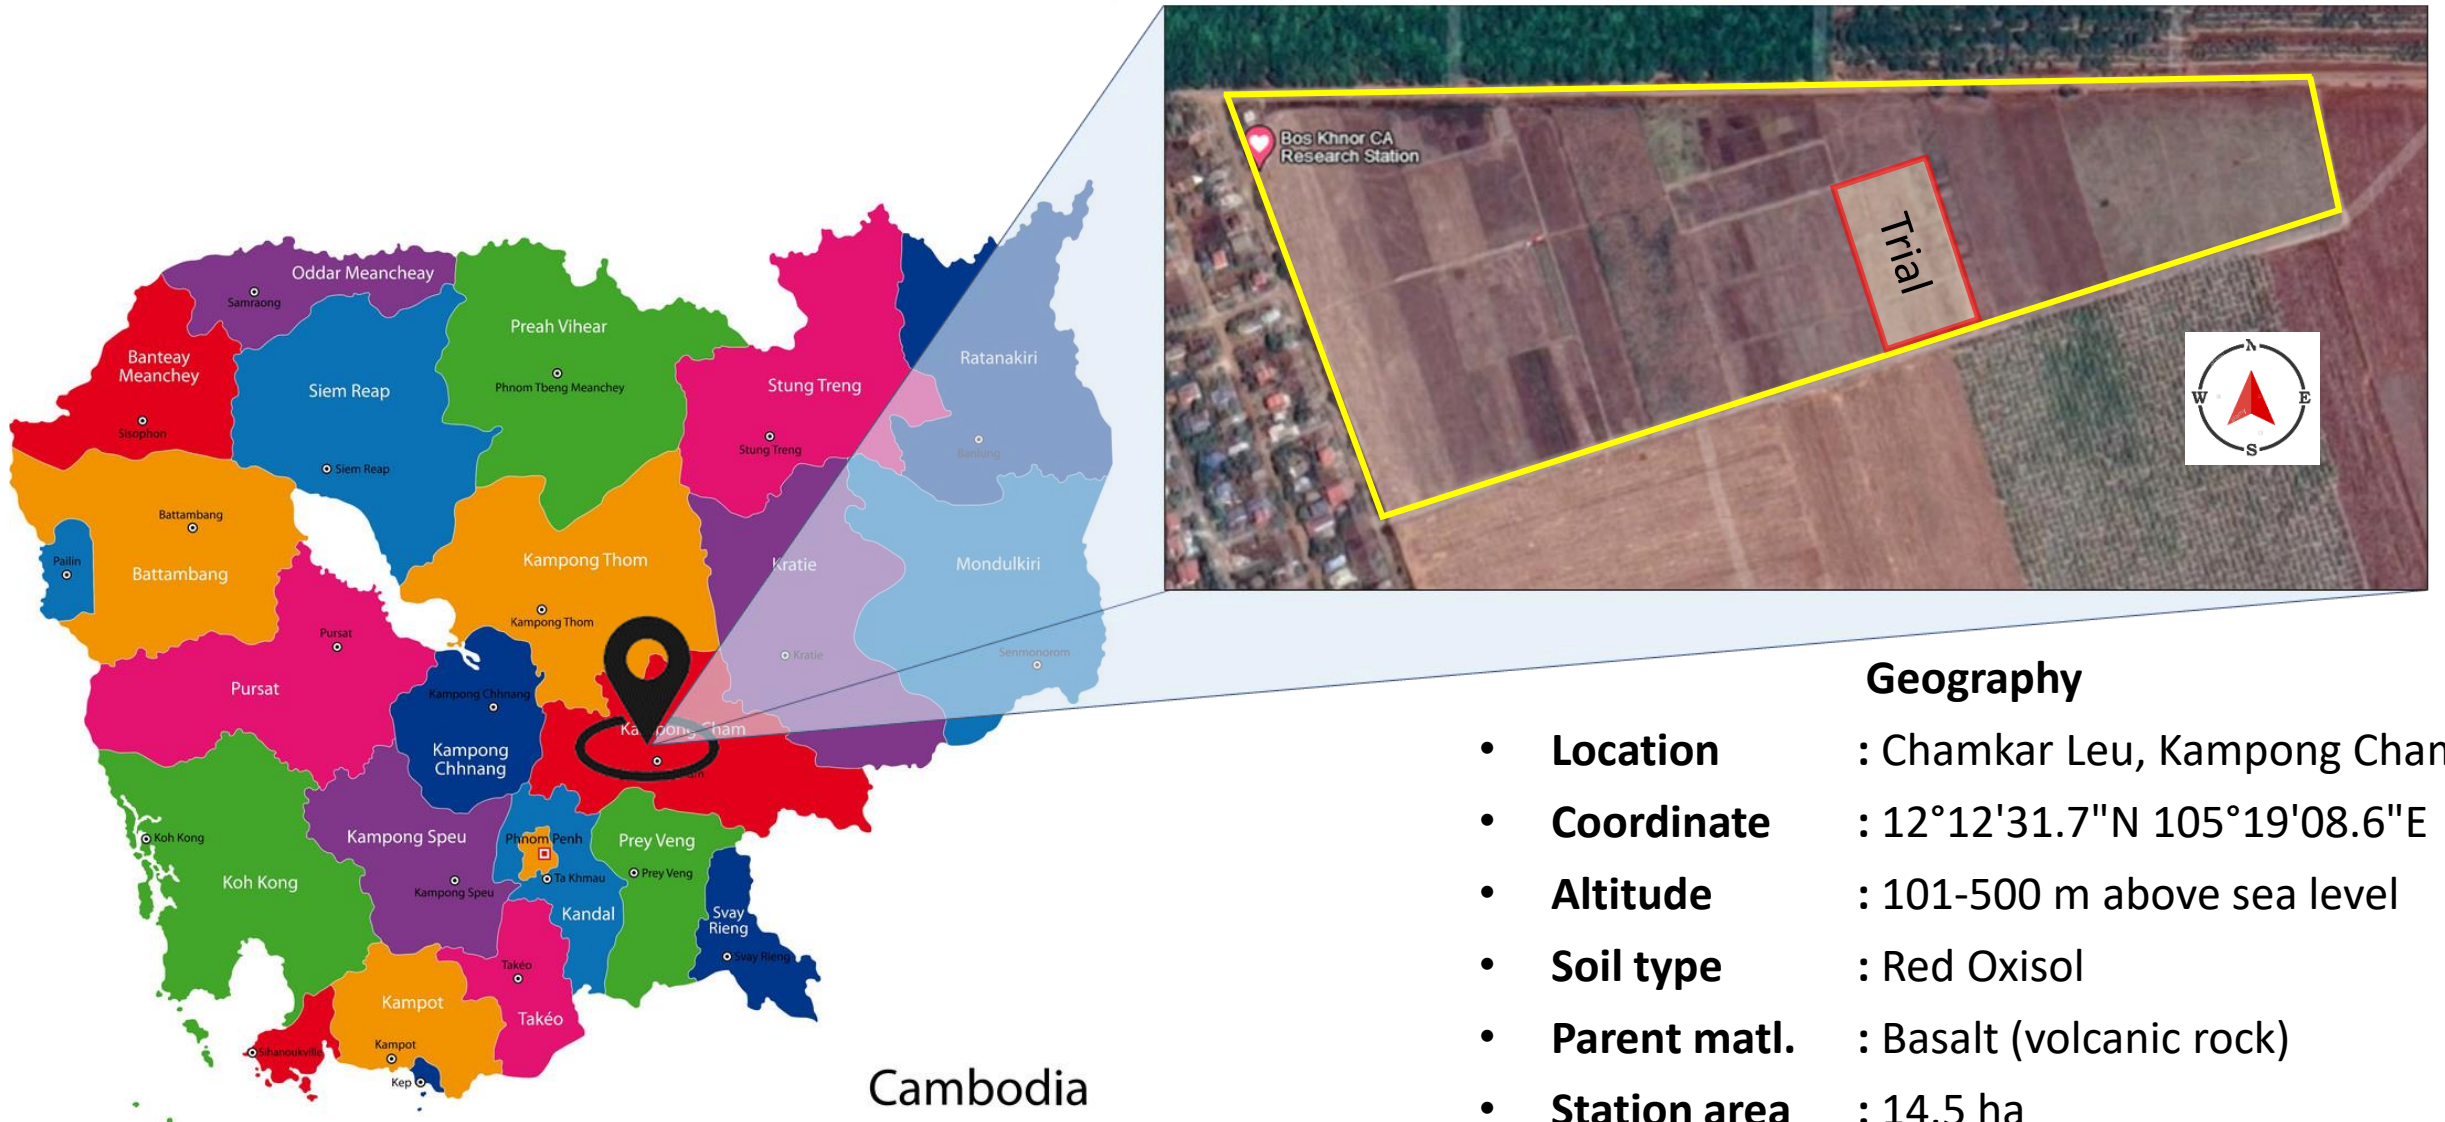 Oddar Meancheay
Samraong
Banteay
Meanchey
Sisophon
Siem Reap
Siem Reap
Preah Vihear
Phnom Tbeng Meanchey
Stung Treng
Stung Treng
Ratanakiri
Banlung
Battambang
Battambang
Pailin
Kampong Thom
Kampong Thom
Kratie
Kratie
Mondulkiri
Senmonorom
Pursat
Pursat
Kampong Chhnang
Kampong
Chhnang
Koh Kong
Koh Kong
Kampong Speu
Kampong Speu
Phnom Penh
Ta Khmau
Kandal
Prey Veng
Prey Veng
Svay
Rieng
Svay Rieng
Takéo
Takéo
Kampot
Kampot
Kep
Sihanoukville
Cambodia
Bos Khnor CA
Research Station
Trial
N
W E
S
Geography
• Location : Chamkar Leu, Kampong Cham
• Coordinate : 12°12'31.7"N 105°19'08.6"E
• Altitude : 101-500 m above sea level
• Soil type : Red Oxisol
• Parent matl. : Basalt (volcanic rock)
• Station area : 14.5 ha